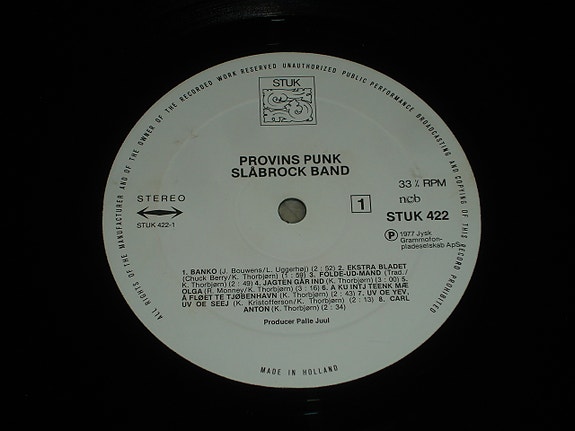 ALL RIGHTS OF THE MANUFACTURER AND OF THE OWNER OF THE RECORDED WORK RESERVED UNAUTHORIZED PUBLIC PERFORMANCE BROADCASTING AND COPYING OF THIS RECORD PROHIBITED
STUK
PROVINS PUNK
SLÅBROCK BAND
STEREO
STUK 422-1
1
33 ⅓ RPM
ncb
STUK 422
P 1977 Jysk
Grammofon-
pladeselskab ApS
1. BANKO (J. Bouwens/L. Uggerhøj) (2 : 52) 2. EKSTRA BLADET
(Chuck Berry/K. Thorbjørn) (1 : 59) 3. FOLDE-UD-MAND (Trad./
K. Thorbjørn) (2 : 49) 4. JAGTEN GÅR IND (K. Thorbjørn) (3 : 00) 5.
OLGA (R. Monney/K. Thorbjørn) (3 : 16) 6. A KU INTJ TEENK MÆ
Å FLØET TE TJØBENHAVN (K. Thorbjørn) (2 : 43) 7. UV OE YEV,
UV OE SEEJ (K. Kristofferson/K. Thorbjørn) (2 : 13) 8. CARL
ANTON (K. Thorbjørn) (2 : 34)
Producer Palle Juul
MADE IN HOLLAND